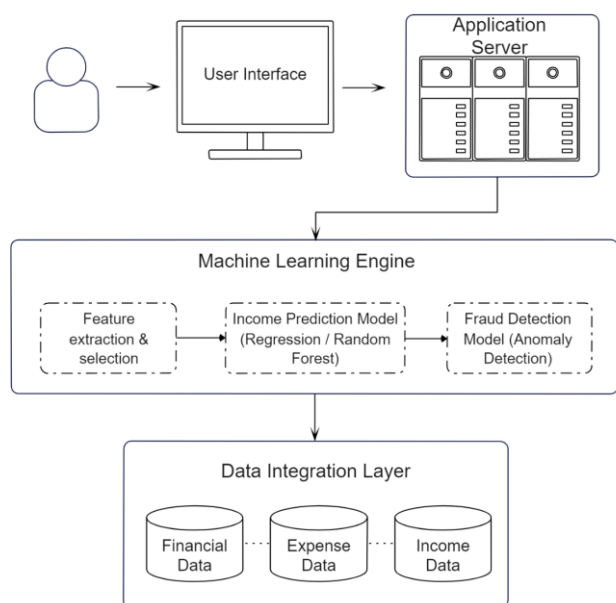 User Interface
Application
Server
Machine Learning Engine
Feature
extraction &
selection
Income Prediction Model
(Regression / Random
Forest)
Fraud Detection
Model (Anomaly
Detection)
Data Integration Layer
Financial
Data
Expense
Data
Income
Data